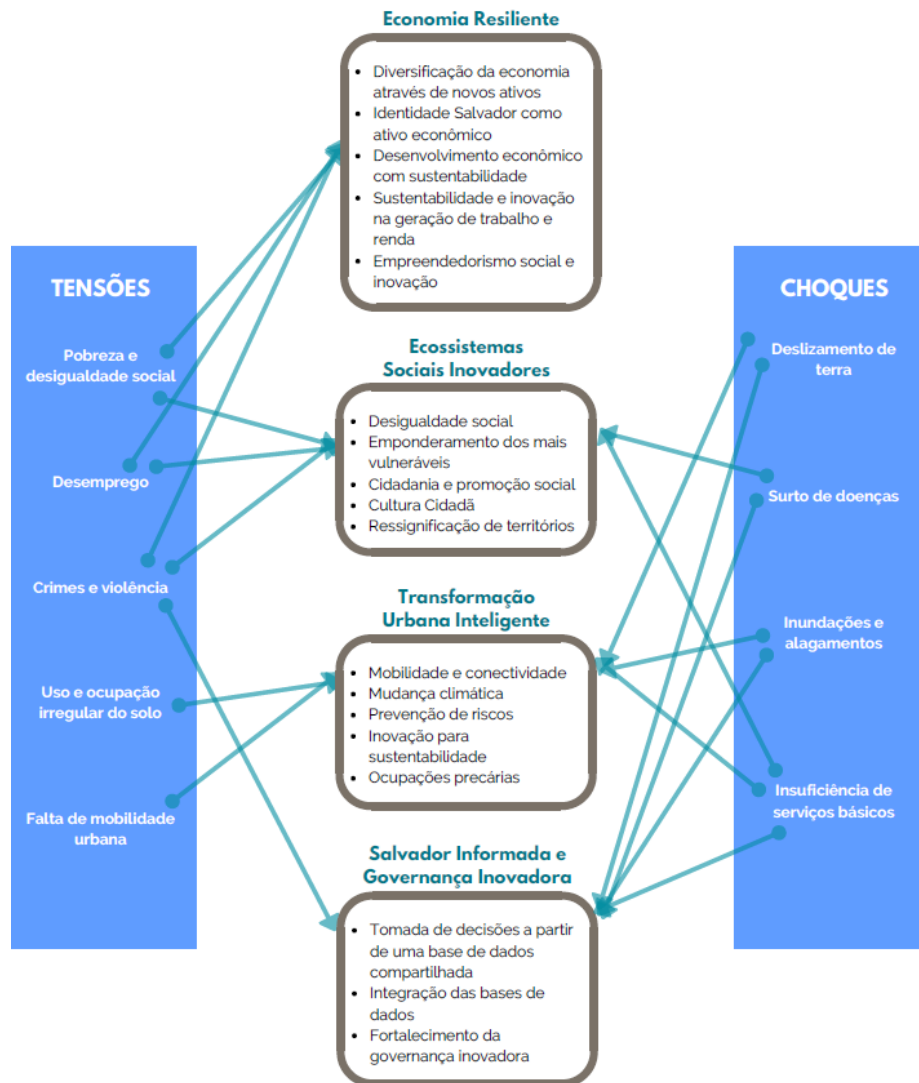 Economia Resiliente
• Diversificação da economia
através de novos ativos
• Identidade Salvador como
ativo econômico
• Desenvolvimento econômico
com sustentabilidade
• Sustentabilidade e inovação
na geração de trabalho e
renda
• Empreendedorismo social e
inovação
TENSÕES
Pobreza e
desigualdade social
Desemprego
Crimes e violência
Uso e ocupação
irregular do solo
Falta de mobilidade
urbana
Ecossistemas
Sociais Inovadores
• Desigualdade social
• Emponderamento dos mais
vulneráveis
• Cidadania e promoção social
• Cultura Cidadã
• Ressignificação de territórios
Transformação
Urbana Inteligente
• Mobilidade e conectividade
• Mudança climática
• Prevenção de riscos
• Inovação para
sustentabilidade
• Ocupações precárias
Salvador Informada e
Governança Inovadora
• Tomada de decisões a partir
de uma base de dados
compartilhada
• Integração das bases de
dados
• Fortalecimento da
governança inovadora
CHOQUES
Deslizamento de
terra
Surto de doenças
Inundações e
alagamentos
Insuficiência de
serviços básicos